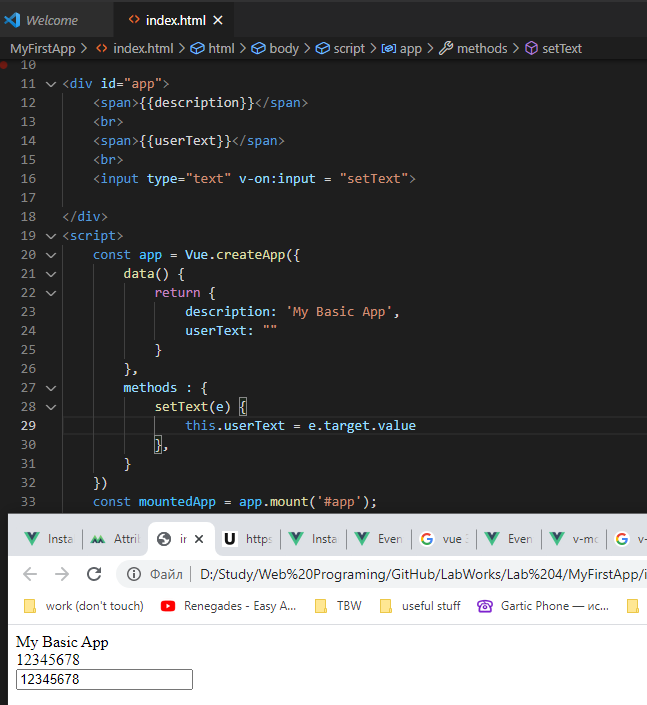 Welcome index.html
MyFirstApp > index.html > html > body > script > app > methods > setText
10
11 <div id="app">
12 <span>{{description}}</span>
13 <br>
14 <span>{{userText}}</span>
15 <br>
16 <input type="text" v-on:input = "setText">
17
18 </div>
19 <script>
20 const app = Vue.createApp({
21 data() {
22 return {
23 description: 'My Basic App',
24 userText: ""
25 }
26 },
27 methods : {
28 setText(e) {
29 this.userText = e.target.value
30 },
31 }
32 })
33 const mountedApp = app.mount('#app');
Insta Attri in https Insta Even vue Even v-mo v-
Файл D:/Study/Web%20Programing/GitHub/LabWorks/Lab%204/MyFirstApp/i
work (don't touch) Renegades - Easy A... TBW useful stuff Gartic Phone — ис...
My Basic App
12345678
12345678